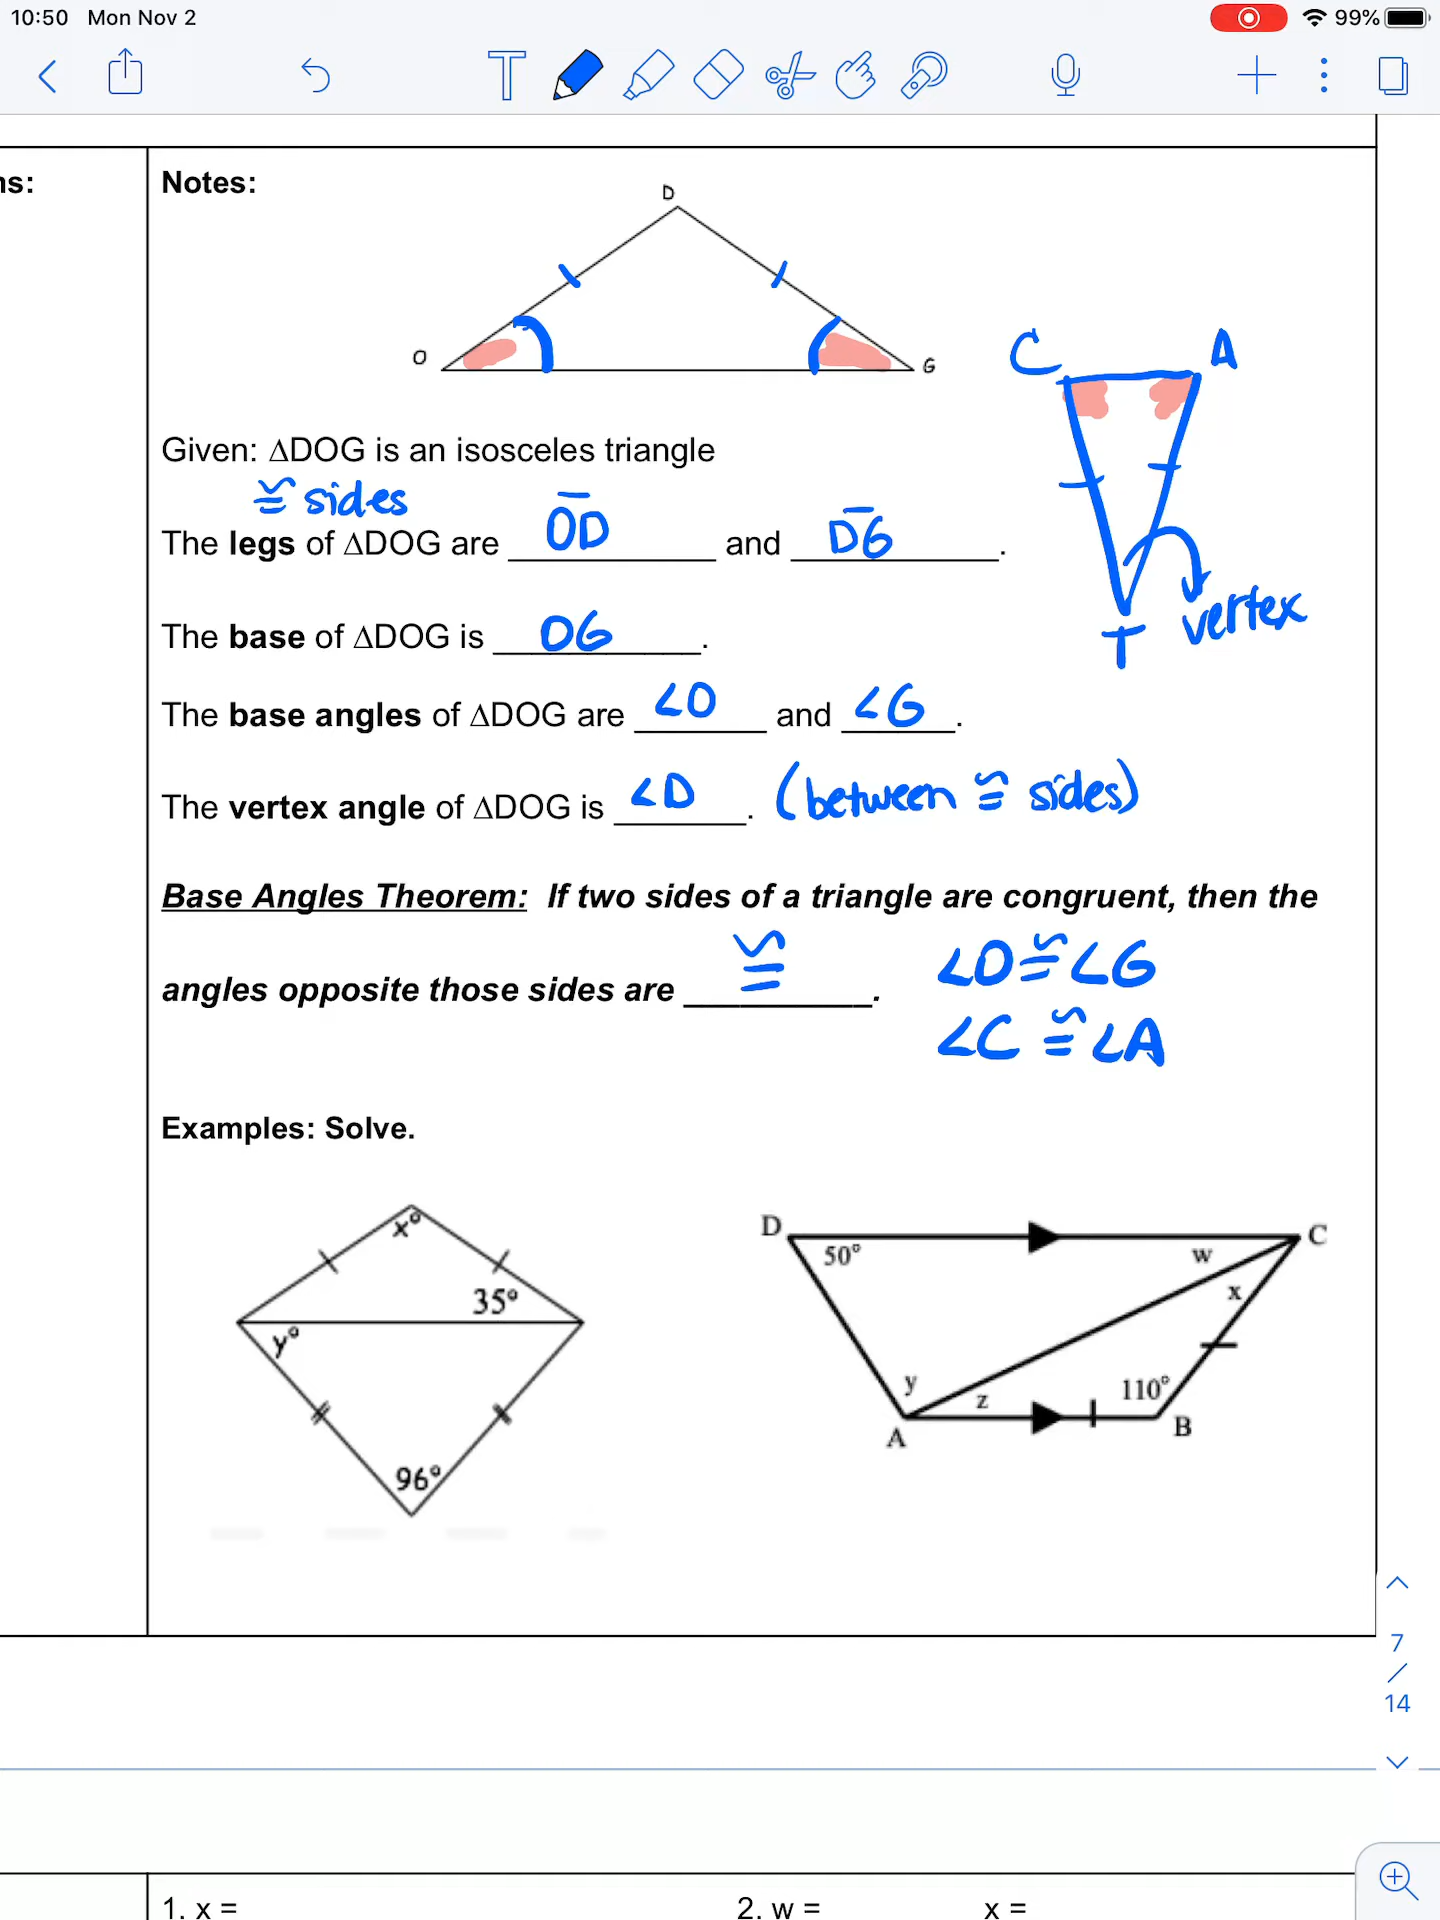 10:50 Mon Nov 2 99%
ns:
Notes:
D
O
G
C A
Given: ΔDOG is an isosceles triangle
≅ sides
The legs of ΔDOG are OD and DG.
vertex
T
The base of ΔDOG is OG.
The base angles of ΔDOG are ∠O and ∠G.
The vertex angle of ΔDOG is ∠D. (between ≅ sides)
Base Angles Theorem: If two sides of a triangle are congruent, then the
angles opposite those sides are ≅.
∠O ≅ ∠G
∠C ≅ ∠A
Examples: Solve.
x°
35°
y°
96°
D C
50° w
x
y z 110°
A B
7
/
14
1. x = 2. w = x =